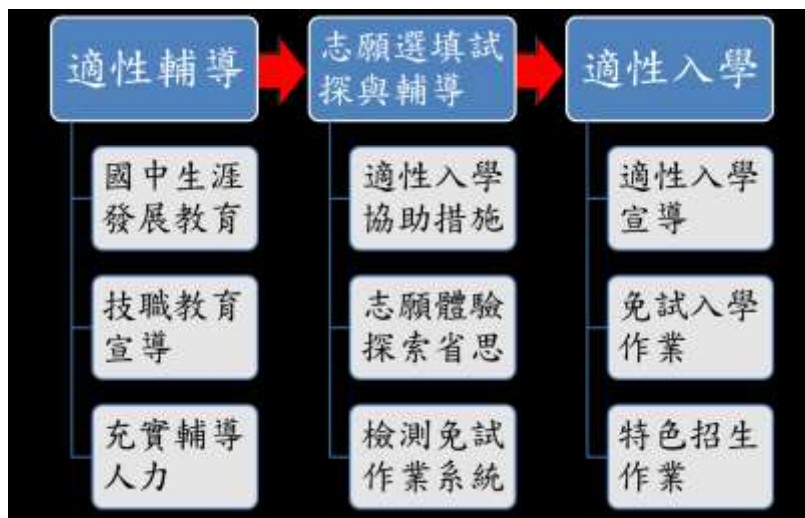 適性輔導
國中生涯
發展教育
技職教育
宣導
充實輔導
人力
志願選填試
探與輔導
適性入學
協助措施
志願體驗
探索省思
檢測免試
作業系統
適性入學
適性入學
宣導
免試入學
作業
特色招生
作業